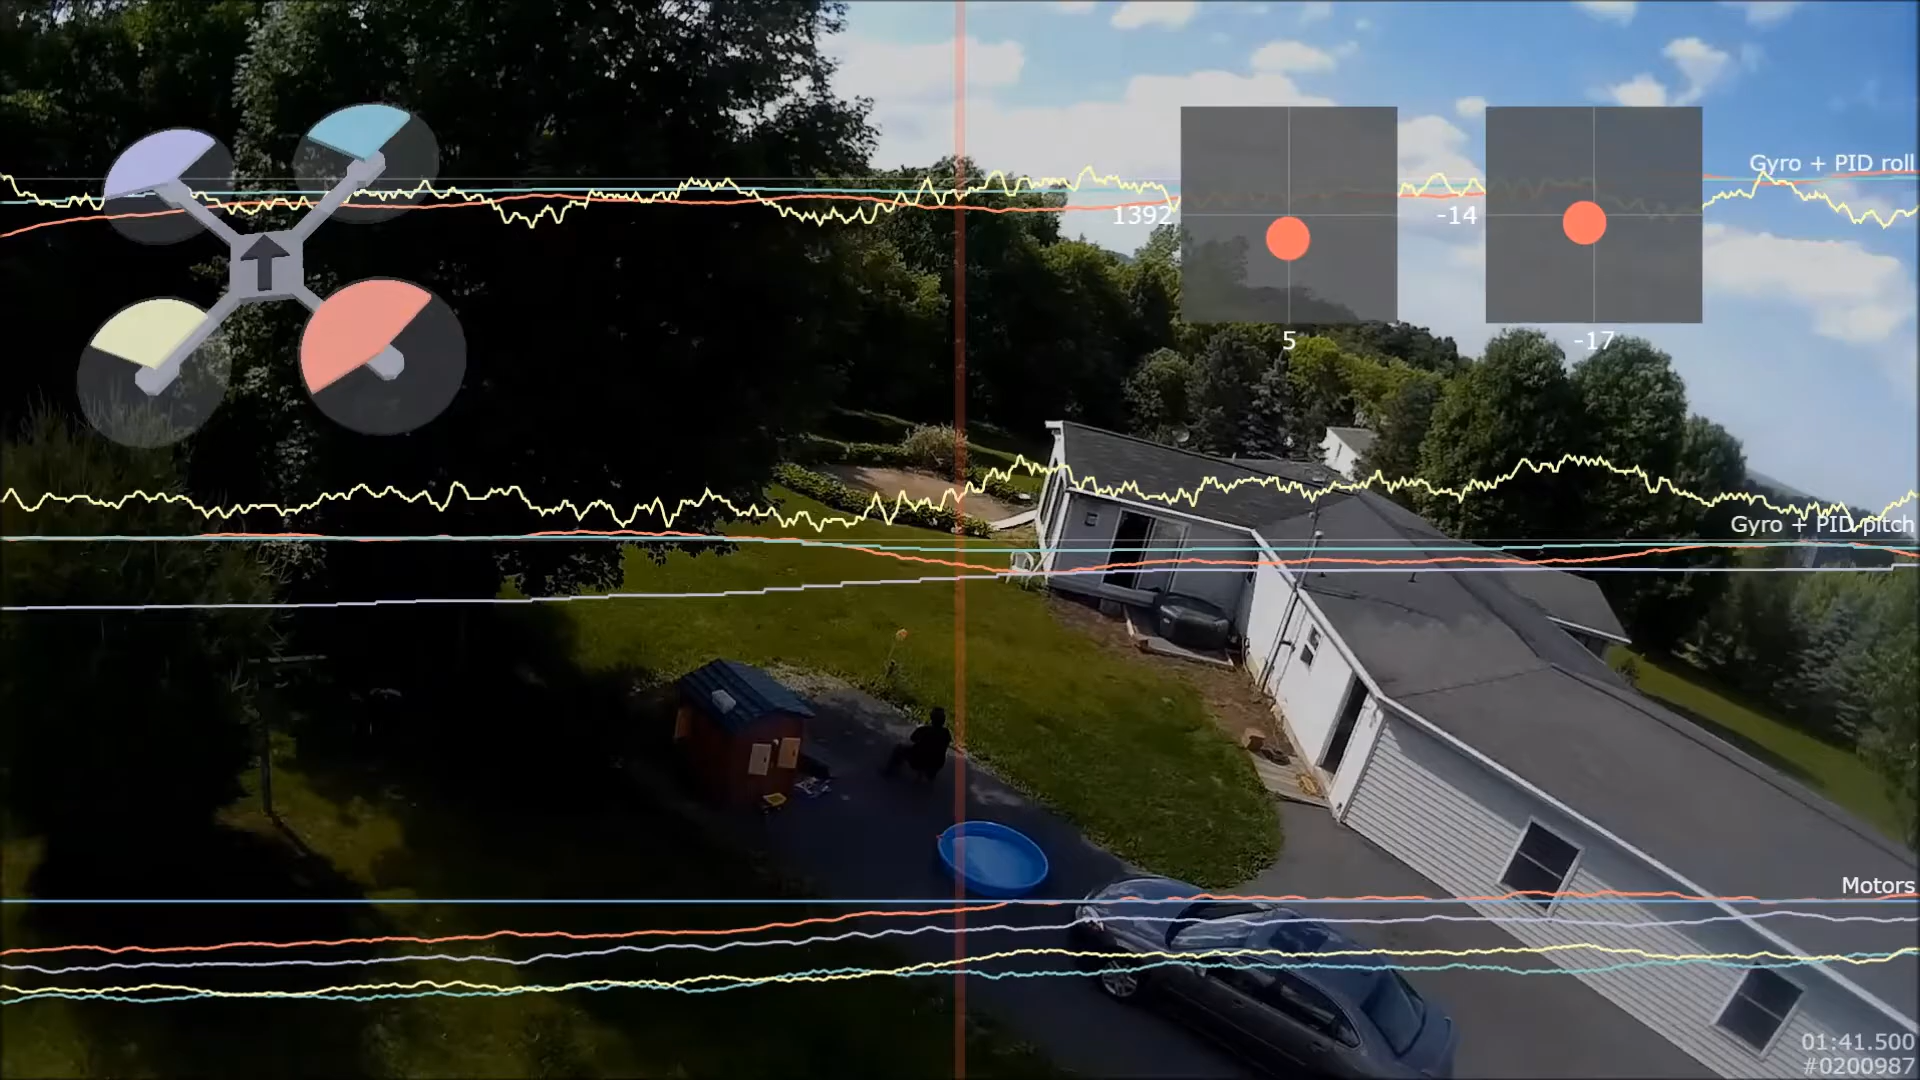 Gyro + PID roll
1392
-14
5
-17
Gyro + PID pitch
Motors
01:41.500
#0200987